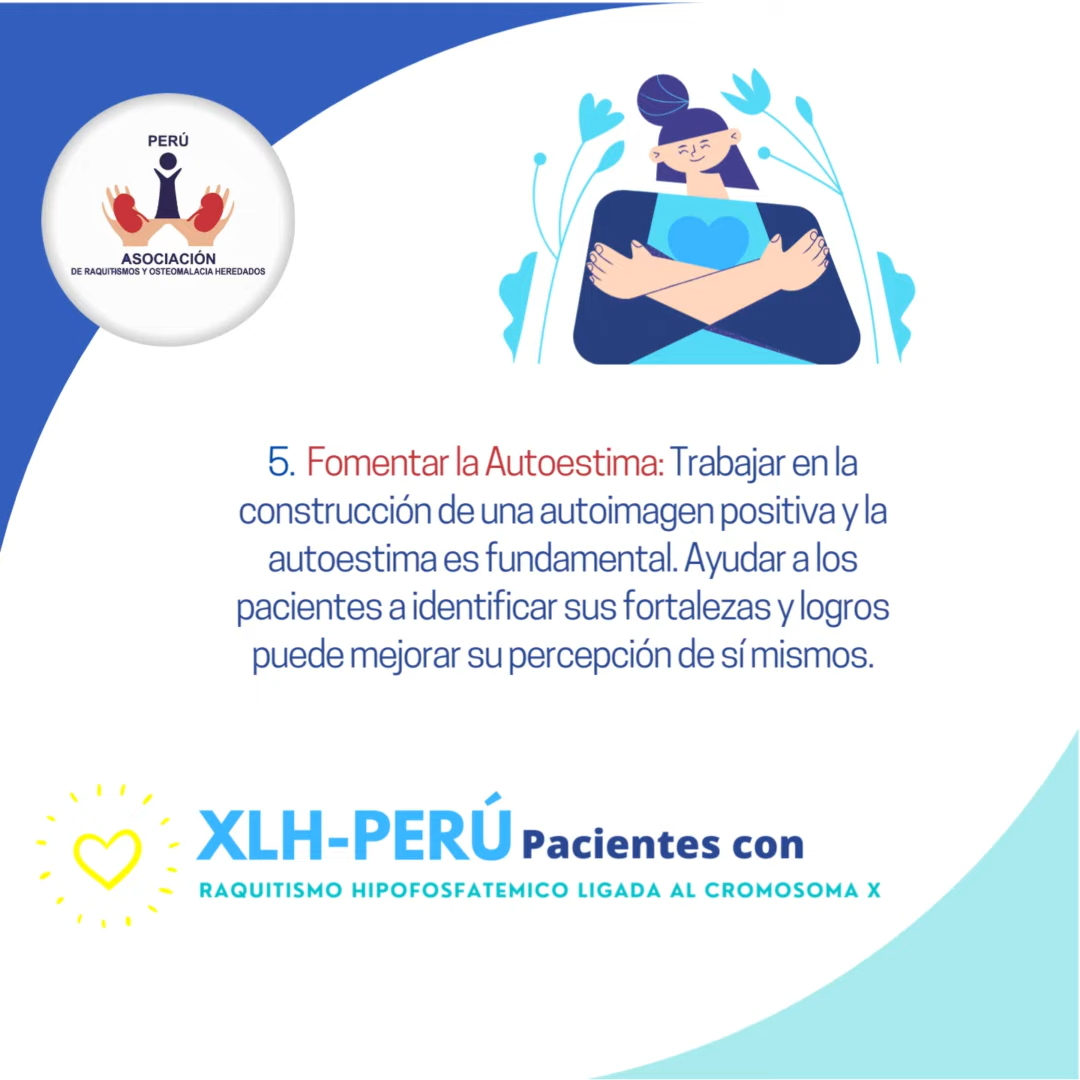 PERÚ
ASOCIACIÓN
DE RAQUITISMOS Y OSTEOMALACIA HEREDADOS
5. Fomentar la Autoestima: Trabajar en la
construcción de una autoimagen positiva y la
autoestima es fundamental. Ayudar a los
pacientes a identificar sus fortalezas y logros
puede mejorar su percepción de sí mismos.
XLH-PERÚ Pacientes con
RAQUITISMO HIPOFOSFATEMICO LIGADA AL CROMOSOMA X